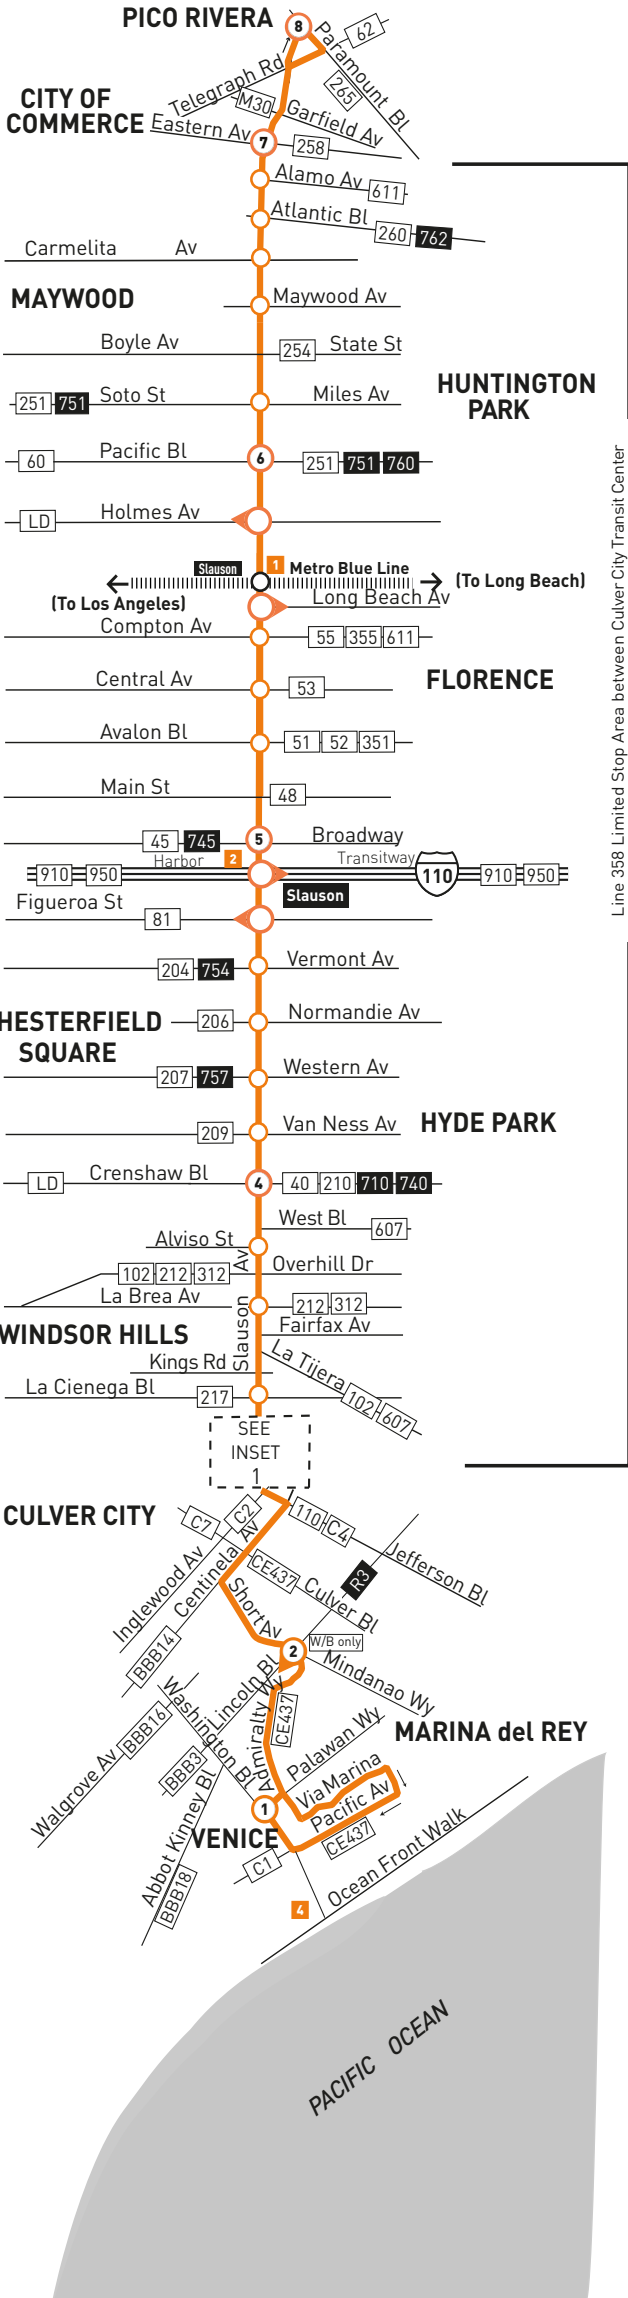 PICO RIVERA
8
62
Paramount Bl
265
Telegraph Rd
M30
Garfield Av
CITY OF
COMMERCE
Eastern Av
7
258
Alamo Av
611
Atlantic Bl
260
762
Carmelita Av
MAYWOOD
Maywood Av
Boyle Av
254
State St
HUNTINGTON
PARK
251
751
Soto St
Miles Av
60
Pacific Bl
6
251
751
760
LD
Holmes Av
Slauson
1
Metro Blue Line
(To Long Beach)
(To Los Angeles)
Long Beach Av
Compton Av
55
355
611
Central Av
53
FLORENCE
Avalon Bl
51
52
351
Main St
48
45
745
5
Broadway
Harbor
2
Transitway
910
950
110
910
950
Slauson
Figueroa St
81
204
754
Vermont Av
HESTERFIELD
SQUARE
206
Normandie Av
207
757
Western Av
209
Van Ness Av
HYDE PARK
LD
Crenshaw Bl
4
40
210
710
740
West Bl
607
Alviso St
Slauson Av
102
212
312
Overhill Dr
La Brea Av
212
312
WINDSOR HILLS
Fairfax Av
Kings Rd
La Tijera
102
607
La Cienega Bl
217
SEE
INSET
1
Line 358 Limited Stop Area between Culver City Transit Center
CULVER CITY
C7
C2
110
C4
Jefferson Bl
Inglewood Av
Centinela Av
CE437
Culver Bl
R3
BBB14
Short Av
2
W/B only
Mindanao Wy
Lincoln Bl
Washington Bl
Admiralty Wy
CE437
BBB16
Walgrove Av
BBB3
Palawan Wy
MARINA del REY
Via Marina
Pacific Av
1
VENICE
CE437
Abbot Kinney Bl
BBB18
C1
Ocean Front Walk
4
PACIFIC OCEAN